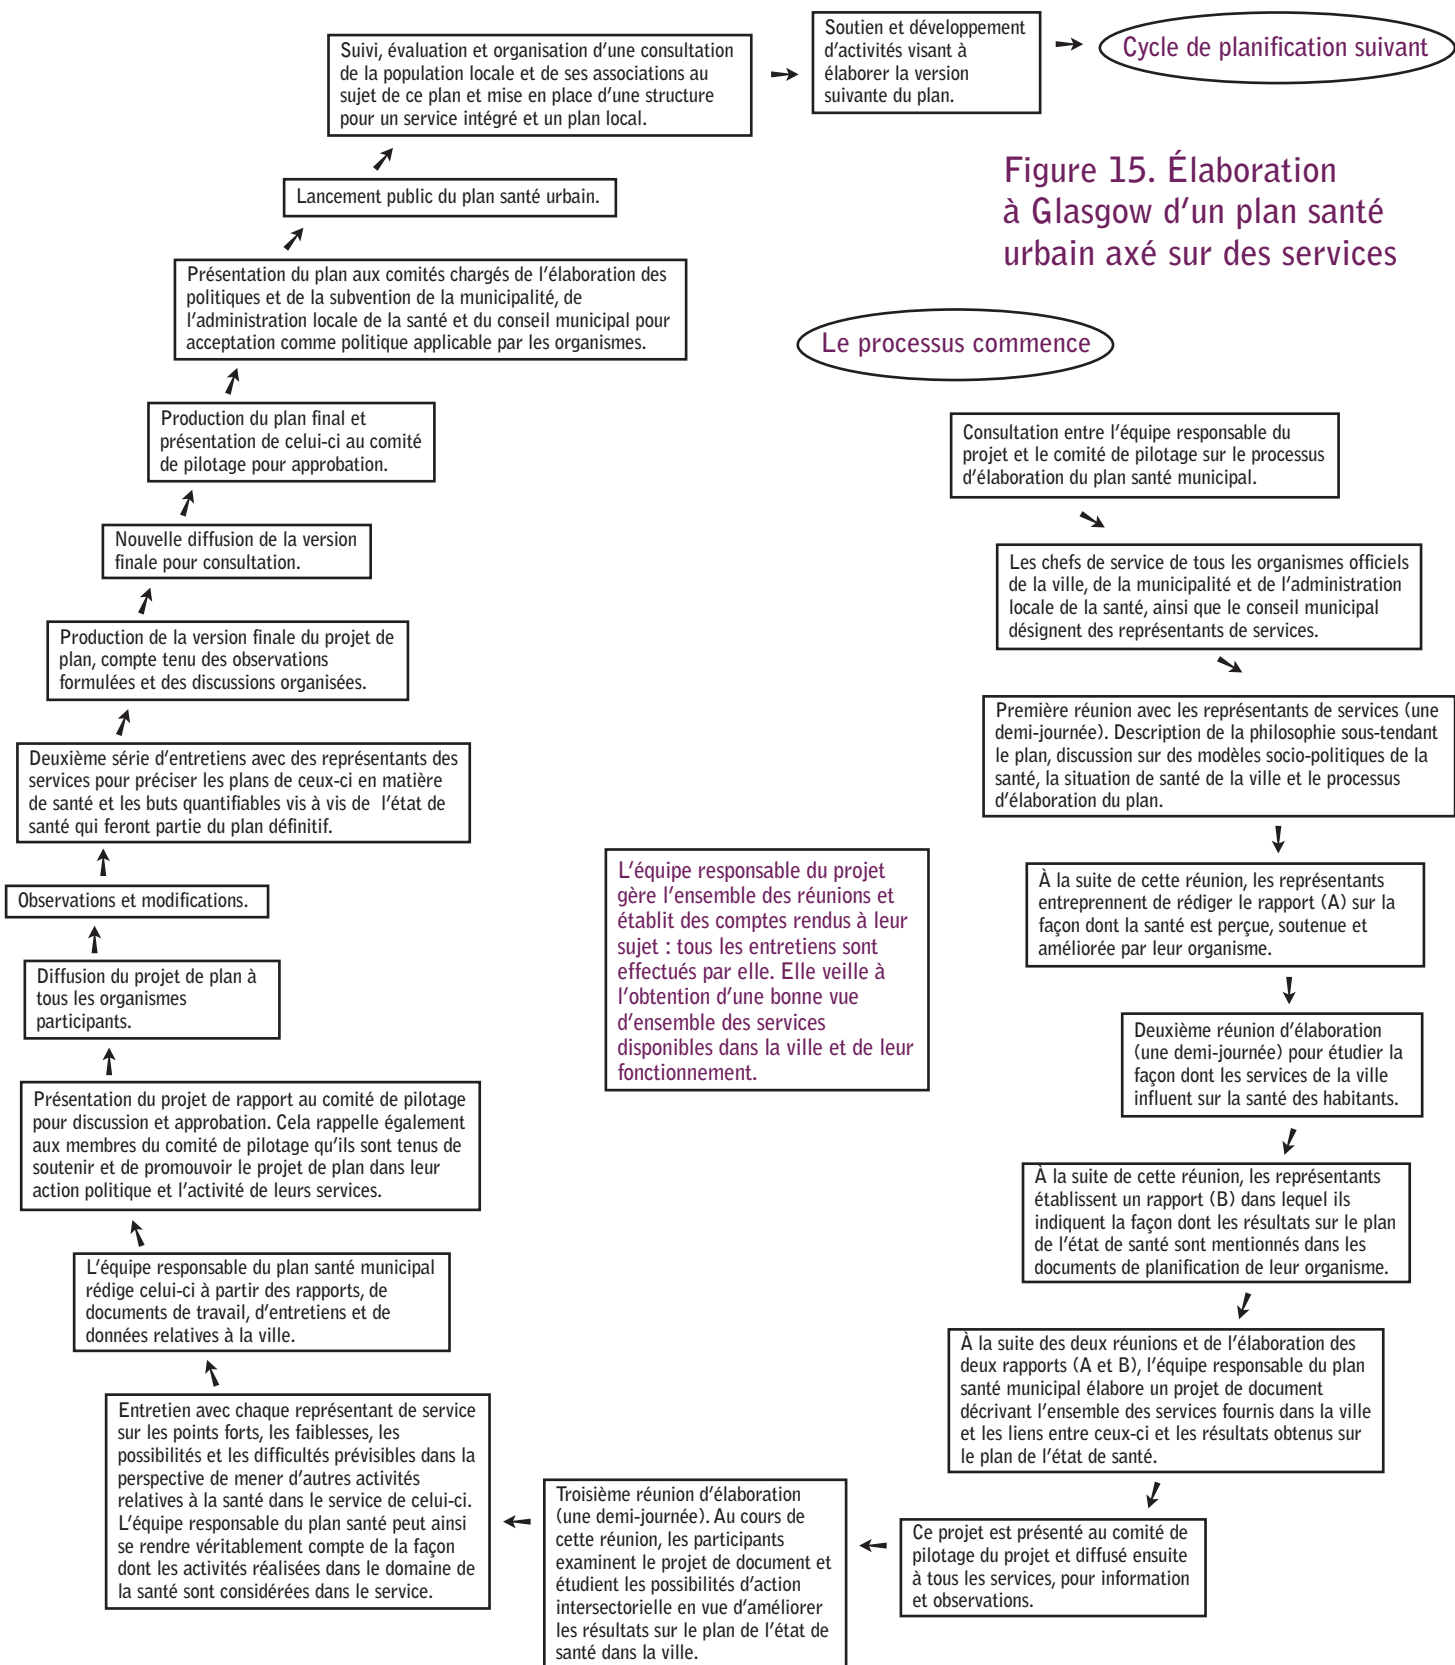 Figure 15. Élaboration
à Glasgow d’un plan santé
urbain axé sur des services
Le processus commence
Consultation entre l’équipe responsable du
projet et le comité de pilotage sur le processus
d’élaboration du plan santé municipal.
Les chefs de service de tous les organismes officiels
de la ville, de la municipalité et de l’administration
locale de la santé, ainsi que le conseil municipal
désignent des représentants de services.
Première réunion avec les représentants de services (une
demi-journée). Description de la philosophie sous-tendant
le plan, discussion sur des modèles socio-politiques de la
santé, la situation de santé de la ville et le processus
d’élaboration du plan.
À la suite de cette réunion, les représentants
entreprennent de rédiger le rapport (A) sur la
façon dont la santé est perçue, soutenue et
améliorée par leur organisme.
Deuxième réunion d’élaboration
(une demi-journée) pour étudier la
façon dont les services de la ville
influent sur la santé des habitants.
À la suite de cette réunion, les représentants
établissent un rapport (B) dans lequel ils
indiquent la façon dont les résultats sur le plan
de l’état de santé sont mentionnés dans les
documents de planification de leur organisme.
À la suite des deux réunions et de l’élaboration des
deux rapports (A et B), l’équipe responsable du plan
santé municipal élabore un projet de document
décrivant l’ensemble des services fournis dans la ville
et les liens entre ceux-ci et les résultats obtenus sur
le plan de l’état de santé.
Ce projet est présenté au comité de
pilotage du projet et diffusé ensuite
à tous les services, pour information
et observations.
Troisième réunion d’élaboration
(une demi-journée). Au cours de
cette réunion, les participants
examinent le projet de document et
étudient les possibilités d’action
intersectorielle en vue d’améliorer
les résultats sur le plan de l’état de
santé dans la ville.
Entretien avec chaque représentant de service
sur les points forts, les faiblesses, les
possibilités et les difficultés prévisibles dans la
perspective de mener d’autres activités
relatives à la santé dans le service de celui-ci.
L’équipe responsable du plan santé peut ainsi
se rendre véritablement compte de la façon
dont les activités réalisées dans le domaine de
la santé sont considérées dans le service.
L’équipe responsable du plan santé municipal
rédige celui-ci à partir des rapports, de
documents de travail, d’entretiens et de
données relatives à la ville.
Présentation du projet de rapport au comité de pilotage
pour discussion et approbation. Cela rappelle également
aux membres du comité de pilotage qu’ils sont tenus de
soutenir et de promouvoir le projet de plan dans leur
action politique et l’activité de leurs services.
Diffusion du projet de plan à
tous les organismes
participants.
Observations et modifications.
Deuxième série d’entretiens avec des représentants des
services pour préciser les plans de ceux-ci en matière
de santé et les buts quantifiables vis à vis de l’état de
santé qui feront partie du plan définitif.
Production de la version finale du projet de
plan, compte tenu des observations
formulées et des discussions organisées.
Nouvelle diffusion de la version
finale pour consultation.
Production du plan final et
présentation de celui-ci au comité
de pilotage pour approbation.
Présentation du plan aux comités chargés de l’élaboration des
politiques et de la subvention de la municipalité, de
l’administration locale de la santé et du conseil municipal pour
acceptation comme politique applicable par les organismes.
Lancement public du plan santé urbain.
Suivi, évaluation et organisation d’une consultation
de la population locale et de ses associations au
sujet de ce plan et mise en place d’une structure
pour un service intégré et un plan local.
Soutien et développement
d’activités visant à
élaborer la version
suivante du plan.
Cycle de planification suivant
L’équipe responsable du projet
gère l’ensemble des réunions et
établit des comptes rendus à leur
sujet : tous les entretiens sont
effectués par elle. Elle veille à
l’obtention d’une bonne vue
d’ensemble des services
disponibles dans la ville et de leur
fonctionnement.